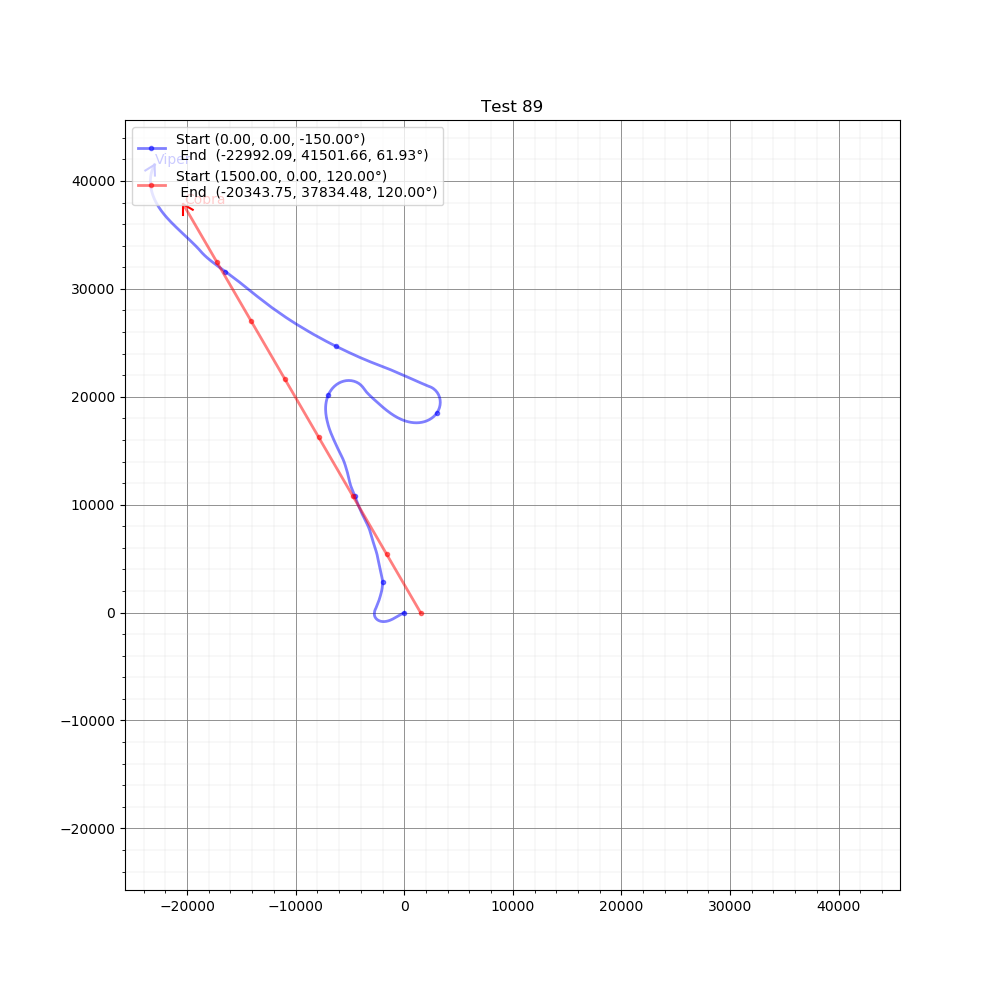 Test 89
Start (0.00, 0.00, -150.00°)
End (-22992.09, 41501.66, 61.93°)
Start (1500.00, 0.00, 120.00°)
End (-20343.75, 37834.48, 120.00°)
Viper
Cobra
40000
30000
20000
10000
0
−10000
−20000
−20000 −10000 0 10000 20000 30000 40000